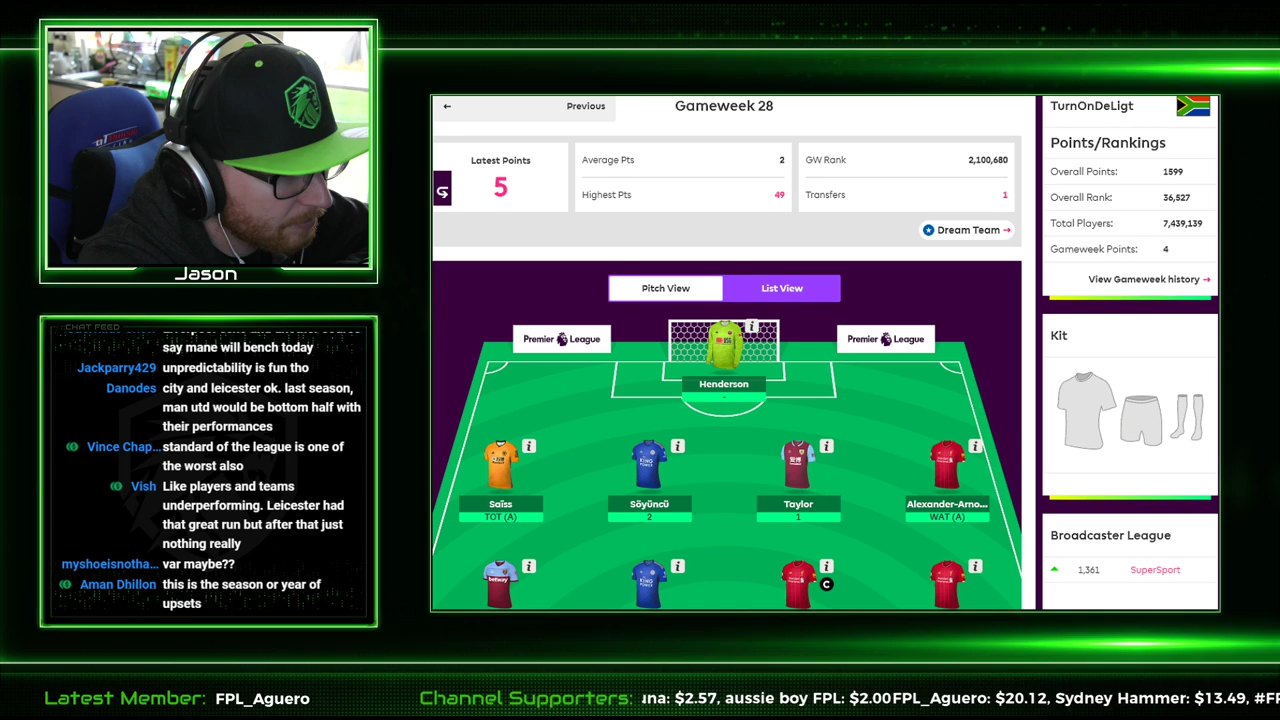 Jason
CHAT FEED
say mane will bench today
Jackparry429 unpredictability is fun tho
Danodes city and leicester ok. last season,
man utd would be bottom half with
their performances
Vince Chap... standard of the league is one of
the worst also
Vish Like players and teams
underperforming. Leicester had
that great run but after that just
nothing really
myshoeisnotha... var maybe??
Aman Dhillon this is the season or year of
upsets
← Previous
Gameweek 28
Latest Points
5
Average Pts 2
Highest Pts 49
GW Rank 2,100,680
Transfers 1
Dream Team →
Pitch View
List View
Premier League
Premier League
Henderson
-
Saïss
TOT (A)
Söyüncü
2
Taylor
1
Alexander-Arno...
WAT (A)
betway
KING POWER
C
TurnOnDeLigt
Points/Rankings
Overall Points: 1599
Overall Rank: 36,527
Total Players: 7,439,139
Gameweek Points: 4
View Gameweek history →
Kit
Broadcaster League
1,361 SuperSport
Latest Member: FPL_Aguero
Channel Supporters: ına: $2.57, aussie boy FPL: $2.00FPL_Aguero: $20.12, Sydney Hammer: $13.49, #FP